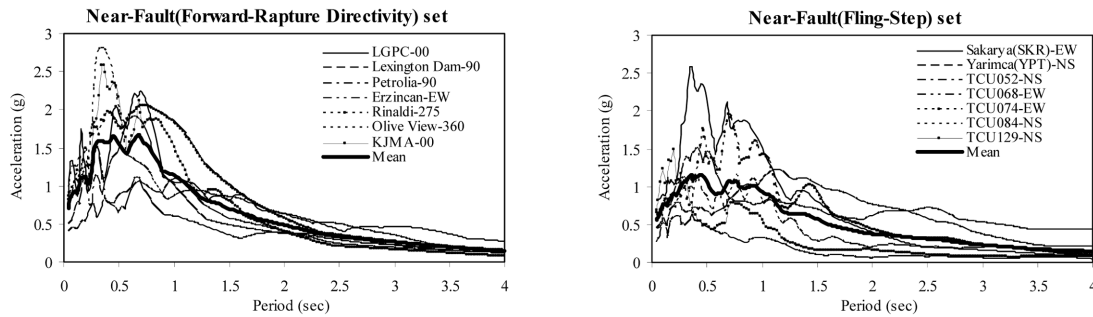 Near-Fault(Forward-Rapture Directivity) set
3
2.5
2
1.5
1
0.5
0
Acceleration (g)
0 0.5 1 1.5 2 2.5 3 3.5 4
Period (sec)
LGPC-00
Lexington Dam-90
Petrolia-90
Erzincan-EW
Rinaldi-275
Olive View-360
KJMA-00
Mean
Near-Fault(Fling-Step) set
3
2.5
2
1.5
1
0.5
0
Acceleration (g)
0 0.5 1 1.5 2 2.5 3 3.5 4
Period (sec)
Sakarya(SKR)-EW
Yarimca(YPT)-NS
TCU052-NS
TCU068-EW
TCU074-EW
TCU084-NS
TCU129-NS
Mean